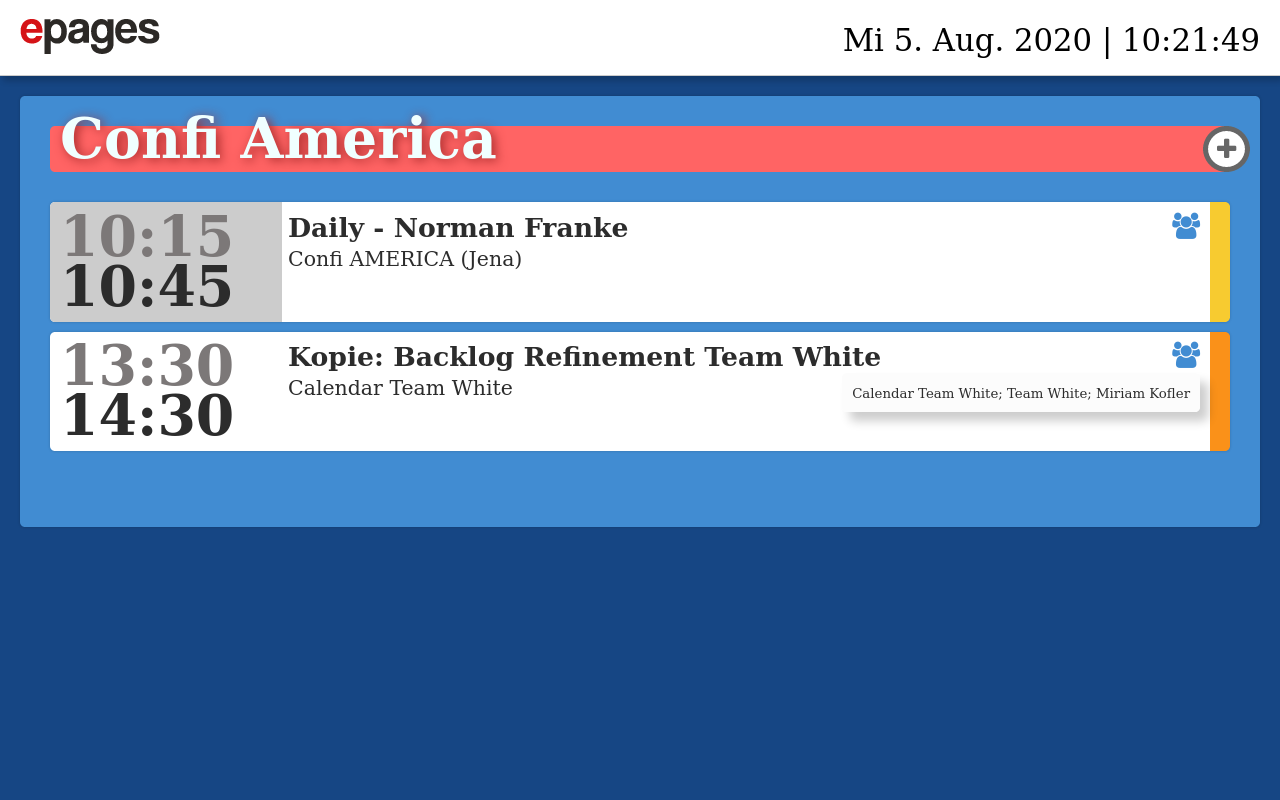 epages
Mi 5. Aug. 2020 | 10:21:49
Confi America
10:15
10:45
Daily - Norman Franke
Confi AMERICA (Jena)
13:30
14:30
Kopie: Backlog Refinement Team White
Calendar Team White
Calendar Team White; Team White; Miriam Kofler